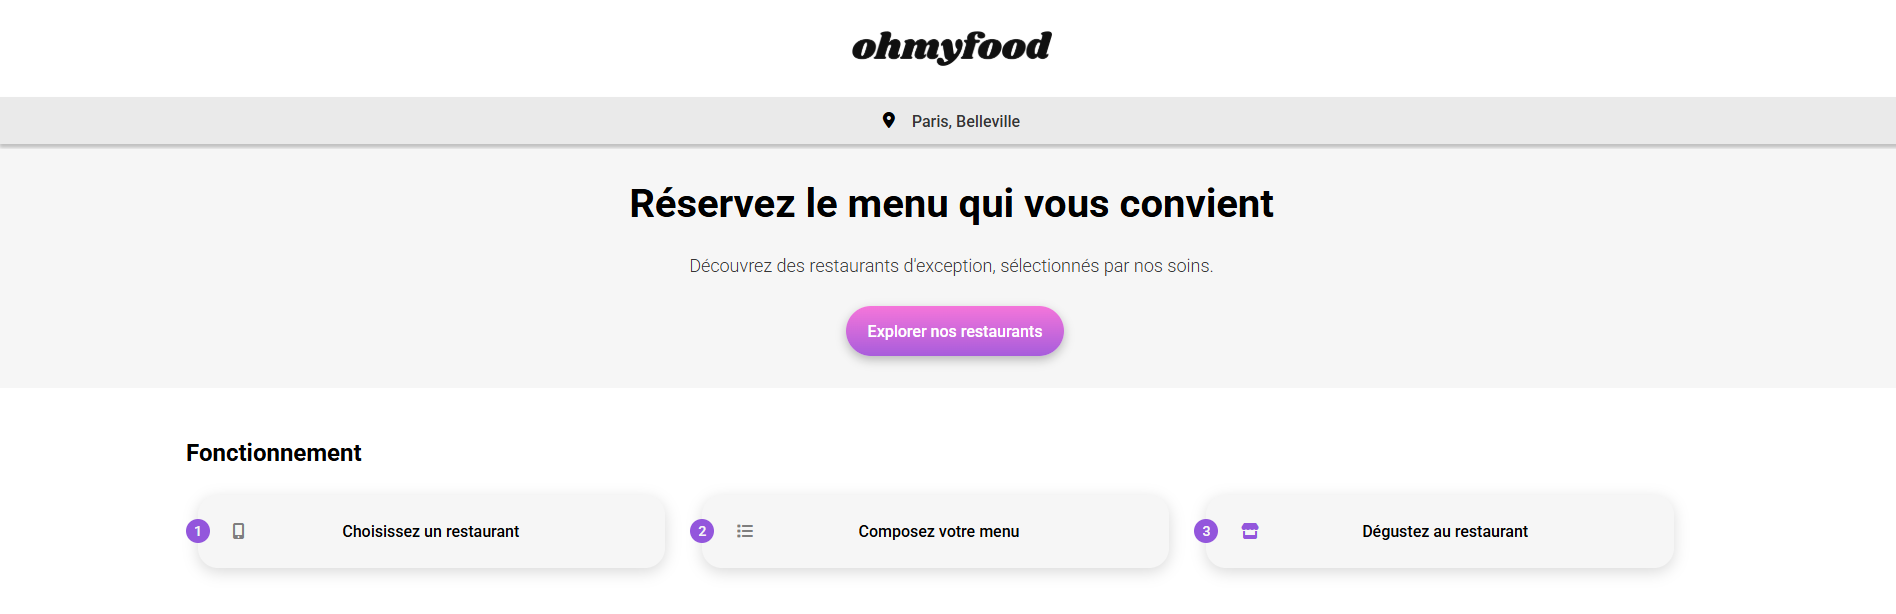 ohmyfood
Paris, Belleville
Réservez le menu qui vous convient
Découvrez des restaurants d'exception, sélectionnés par nos soins.
Explorer nos restaurants
Fonctionnement
1 Choisissez un restaurant
2 Composez votre menu
3 Dégustez au restaurant